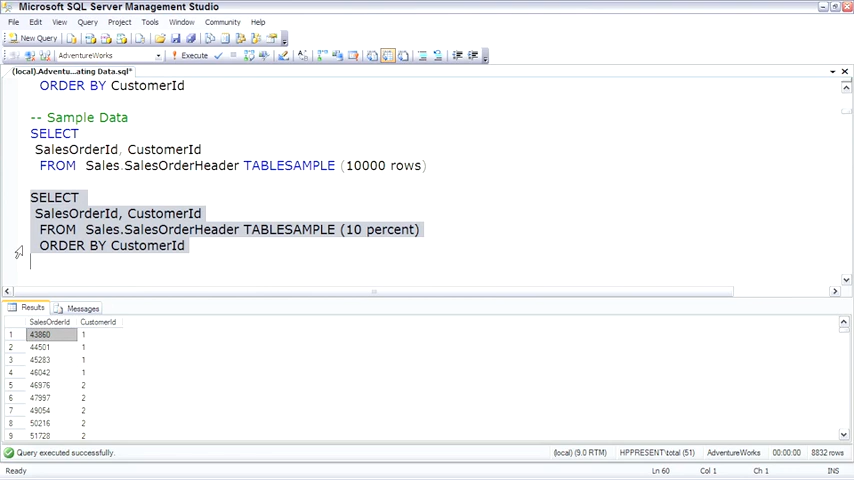 Microsoft SQL Server Management Studio
File Edit View Query Project Tools Window Community Help
New Query
AdventureWorks Execute
(local).Adventu...ating Data.sql*
ORDER BY CustomerId
-- Sample Data
SELECT
SalesOrderId, CustomerId
FROM Sales.SalesOrderHeader TABLESAMPLE (10000 rows)
SELECT
SalesOrderId, CustomerId
FROM Sales.SalesOrderHeader TABLESAMPLE (10 percent)
ORDER BY CustomerId
Results Messages
SalesOrderId CustomerId
1 43860 1
2 44501 1
3 45283 1
4 46042 1
5 46976 2
6 47997 2
7 49054 2
8 50216 2
9 51728 2
Query executed successfully. (local) (9.0 RTM) HPPRESENT\total (51) AdventureWorks 00:00:00 8832 rows
Ready Ln 60 Col 1 Ch 1 INS